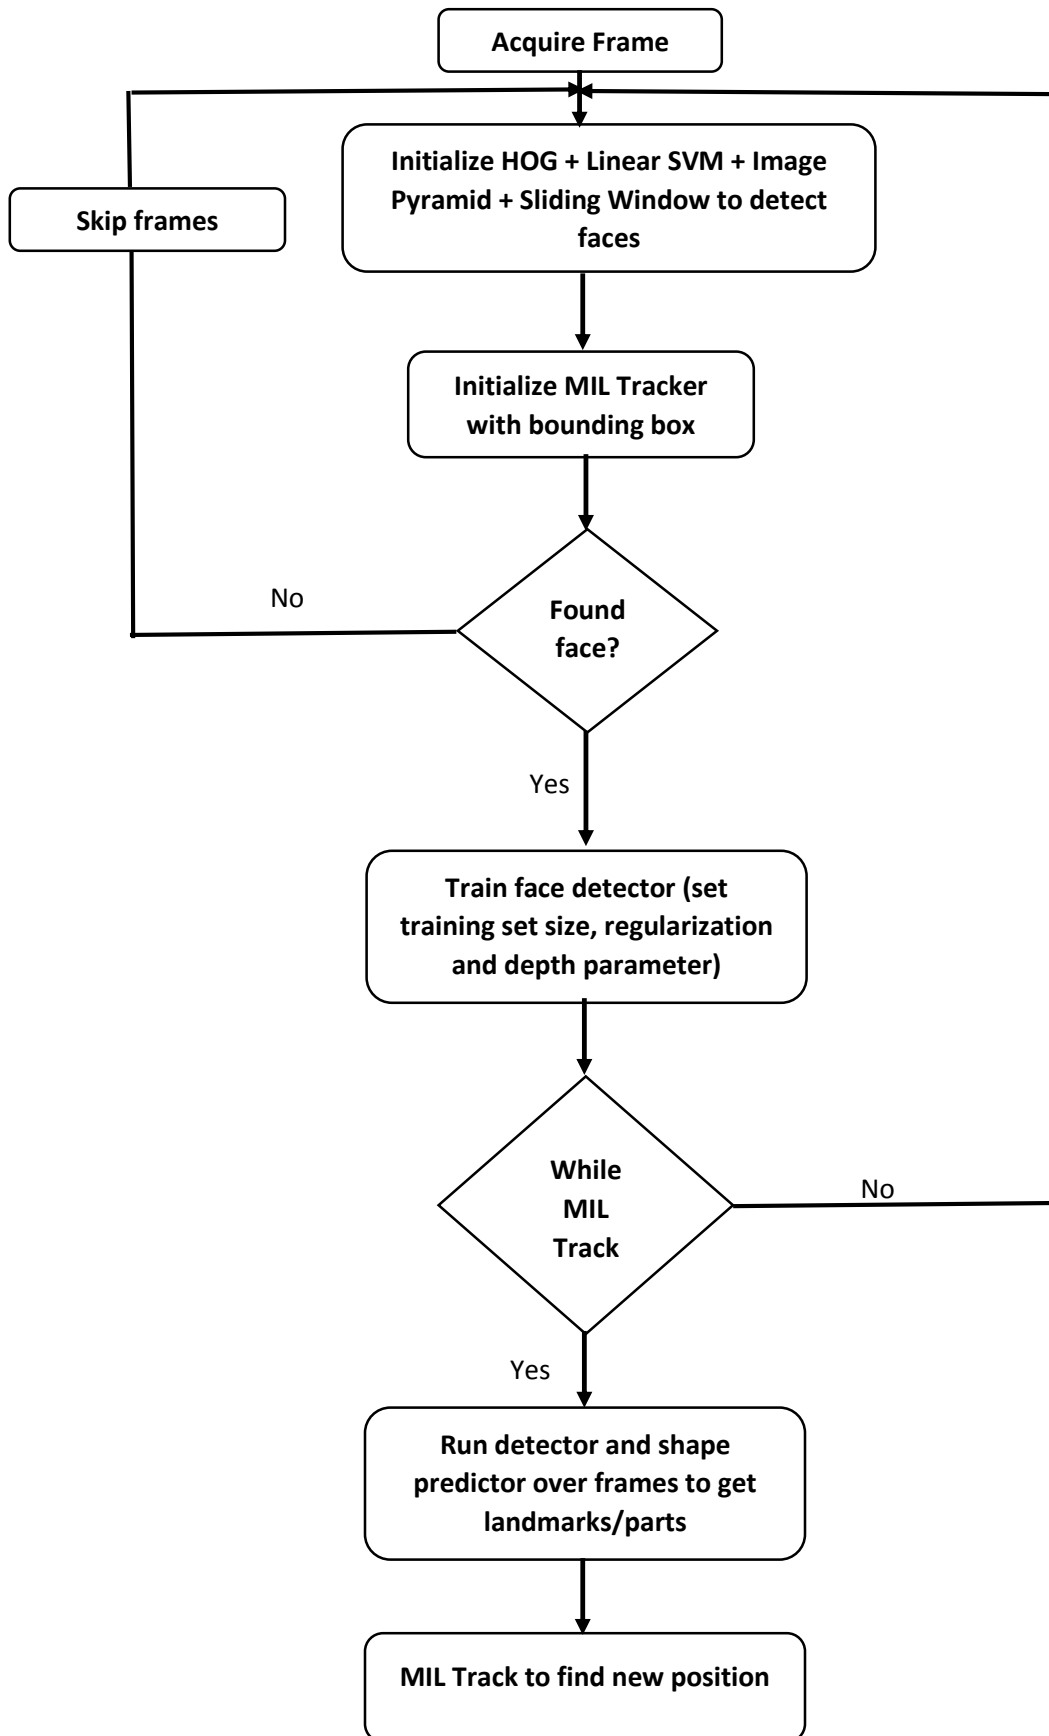 Acquire Frame
Initialize HOG + Linear SVM + Image
Pyramid + Sliding Window to detect
faces
Skip frames
Initialize MIL Tracker
with bounding box
No
Found
face?
Yes
Train face detector (set
training set size, regularization
and depth parameter)
While
MIL
Track
No
Yes
Run detector and shape
predictor over frames to get
landmarks/parts
MIL Track to find new position